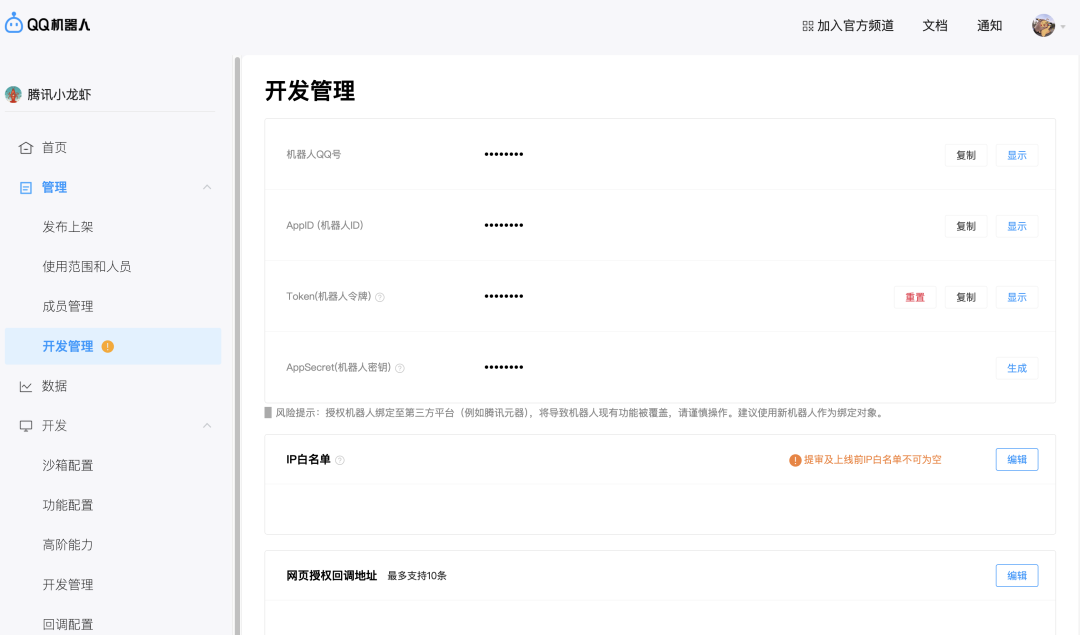 QQ机器人
加入官方频道 文档 通知
腾讯小龙虾
首页
管理
发布上架
使用范围和人员
成员管理
开发管理
数据
开发
沙箱配置
功能配置
高阶能力
开发管理
回调配置
开发管理
机器人QQ号 •••••••• 复制 显示
AppID (机器人ID) •••••••• 复制 显示
Token(机器人令牌) •••••••• 重置 复制 显示
AppSecret(机器人密钥) •••••••• 生成
风险提示：授权机器人绑定至第三方平台（例如腾讯元器），将导致机器人现有功能被覆盖，请谨慎操作。建议使用新机器人作为绑定对象。
IP白名单 提审及上线前IP白名单不可为空 编辑
网页授权回调地址 最多支持10条 编辑